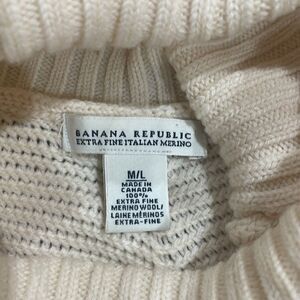 BANANA REPUBLIC
EXTRA FINE ITALIAN MERINO
M/L
MADE IN
CANADA
100%
EXTRA FINE
MERINO WOOL/
LAINE MÉRINOS
EXTRA-FINE